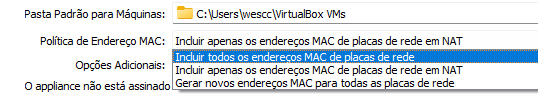 Pasta Padrão para Máquinas: C:\Users\wescc\VirtualBox VMs
Política de Endereço MAC: Incluir apenas os endereços MAC de placas de rede em NAT
Incluir todos os endereços MAC de placas de rede
Opções Adicionais: Incluir apenas os endereços MAC de placas de rede em NAT
O appliance não está assinado Gerar novos endereços MAC para todas as placas de rede